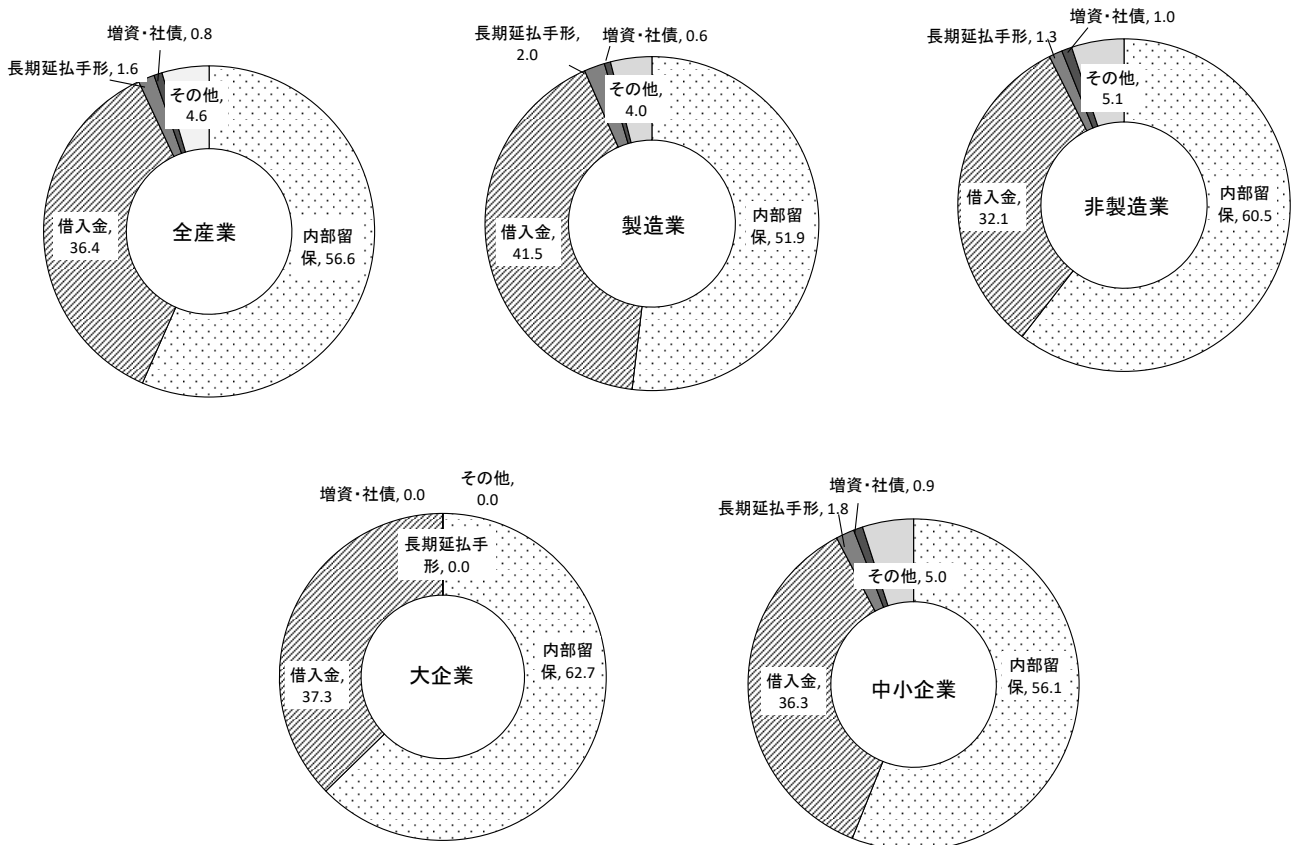 増資・社債, 0.8
長期延払手形, 1.6
その他,
4.6
借入金,
36.4
全産業
内部留
保, 56.6
長期延払手形,
2.0
増資・社債, 0.6
その他,
4.0
借入金,
41.5
製造業
内部留
保, 51.9
増資・社債, 1.0
長期延払手形, 1.3
その他,
5.1
借入金,
32.1
非製造業
内部留
保, 60.5
その他,
0.0
増資・社債, 0.0
長期延払手
形, 0.0
借入金,
37.3
大企業
内部留
保, 62.7
増資・社債, 0.9
長期延払手形, 1.8
その他, 5.0
借入金,
36.3
中小企業
内部留
保, 56.1